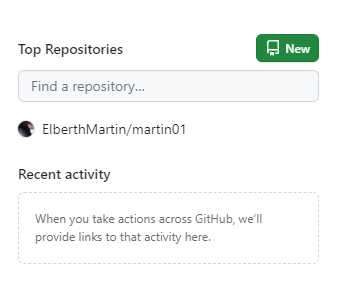 Top Repositories
New
Find a repository...
ElberthMartin/martin01
Recent activity
When you take actions across GitHub, we'll
provide links to that activity here.